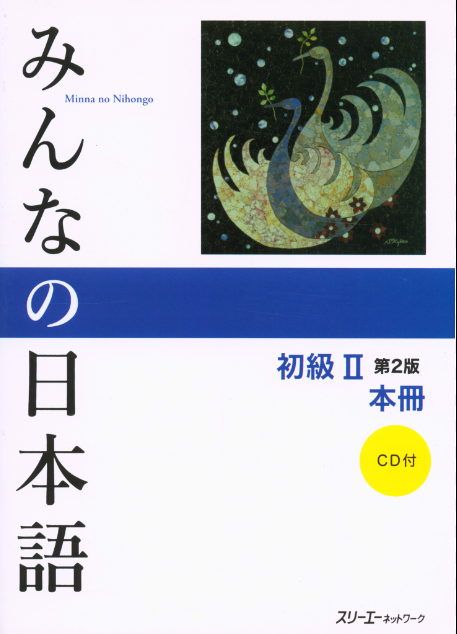 みんなの日本語
Minna no Nihongo
初級 II 第2版
本冊
CD付
スリーエーネットワーク